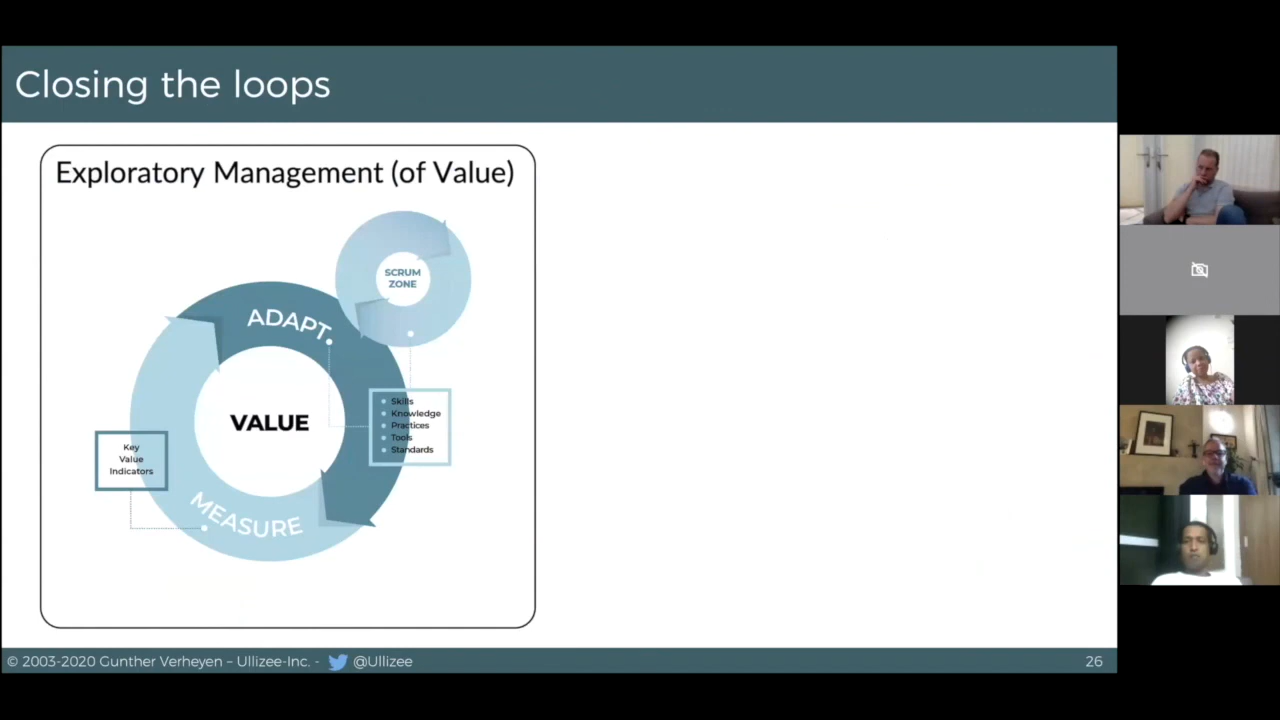 Closing the loops
Exploratory Management (of Value)
SCRUM
ZONE
ADAPT
VALUE
Skills
Knowledge
Practices
Tools
Standards
Key
Value
Indicators
MEASURE
© 2003-2020 Gunther Verheyen – Ullizee-Inc. - @Ullizee
26